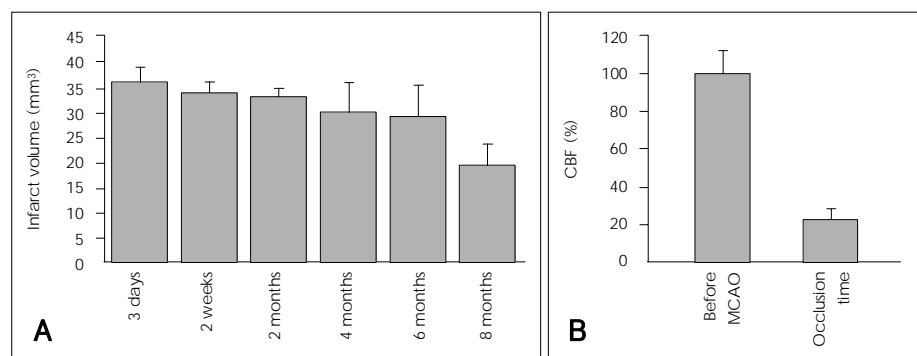 45
40
35
30
25
20
15
10
5
0
Infarct volume (mm³)
3 days
2 weeks
2 months
4 months
6 months
8 months
A
120
100
80
60
40
20
0
CBF (%)
Before
MCAO
Occlusion
time
B